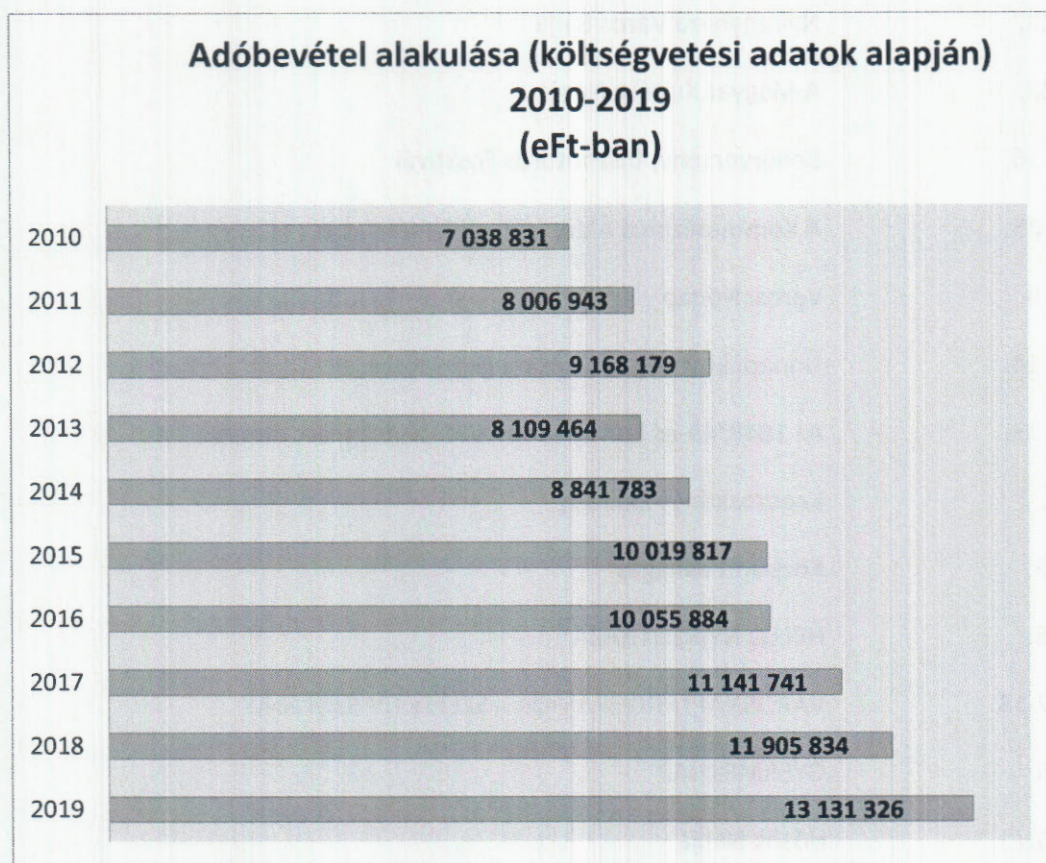 Adóbevétel alakulása (költségvetési adatok alapján)
2010-2019
(eFt-ban)
2010 7 038 831
2011 8 006 943
2012 9 168 179
2013 8 109 464
2014 8 841 783
2015 10 019 817
2016 10 055 884
2017 11 141 741
2018 11 905 834
2019 13 131 326